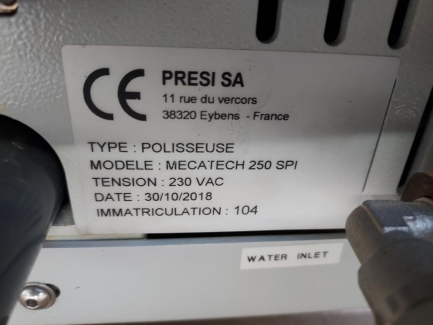 CE
PRESI SA
11 rue du vercors
38320 Eybens - France
TYPE : POLISSEUSE
MODELE : MECATECH 250 SPI
TENSION : 230 VAC
DATE : 30/10/2018
IMMATRICULATION : 104
WATER INLET